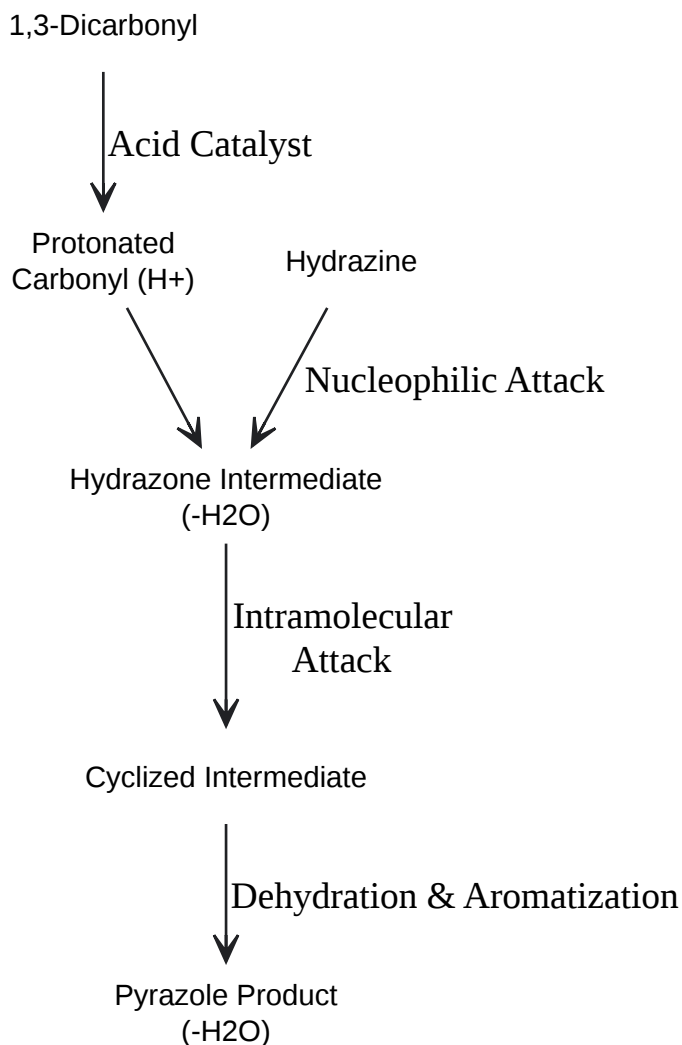 1,3-Dicarbonyl
Acid Catalyst
Protonated
Carbonyl (H+)
Hydrazine
Nucleophilic Attack
Hydrazone Intermediate
(-H2O)
Intramolecular
Attack
Cyclized Intermediate
Dehydration & Aromatization
Pyrazole Product
(-H2O)